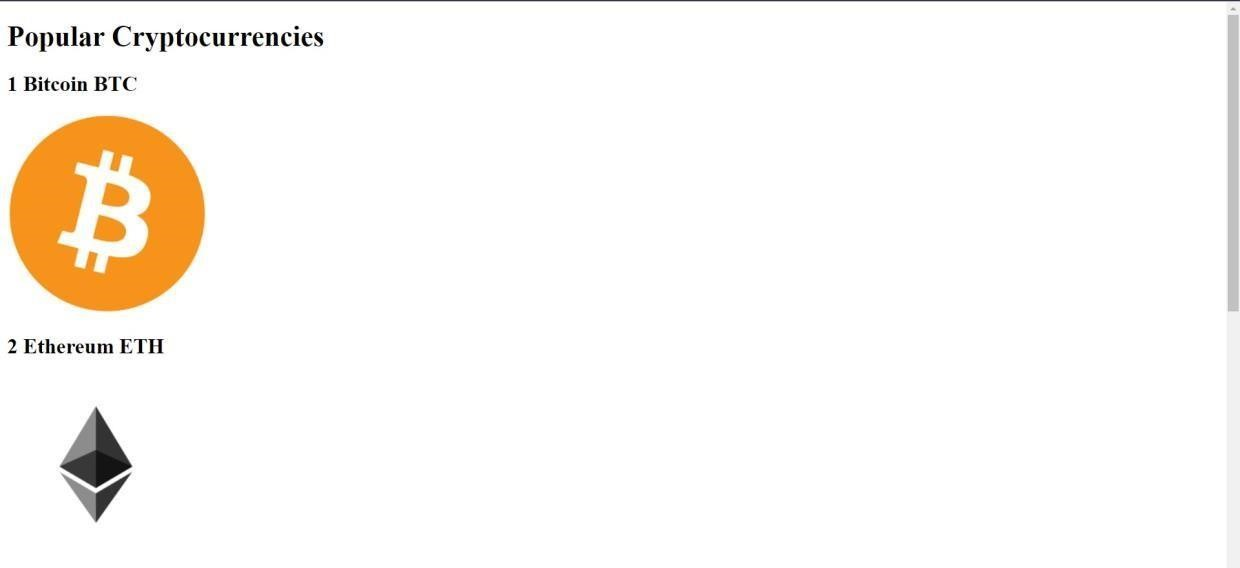 Popular Cryptocurrencies
1 Bitcoin BTC
2 Ethereum ETH